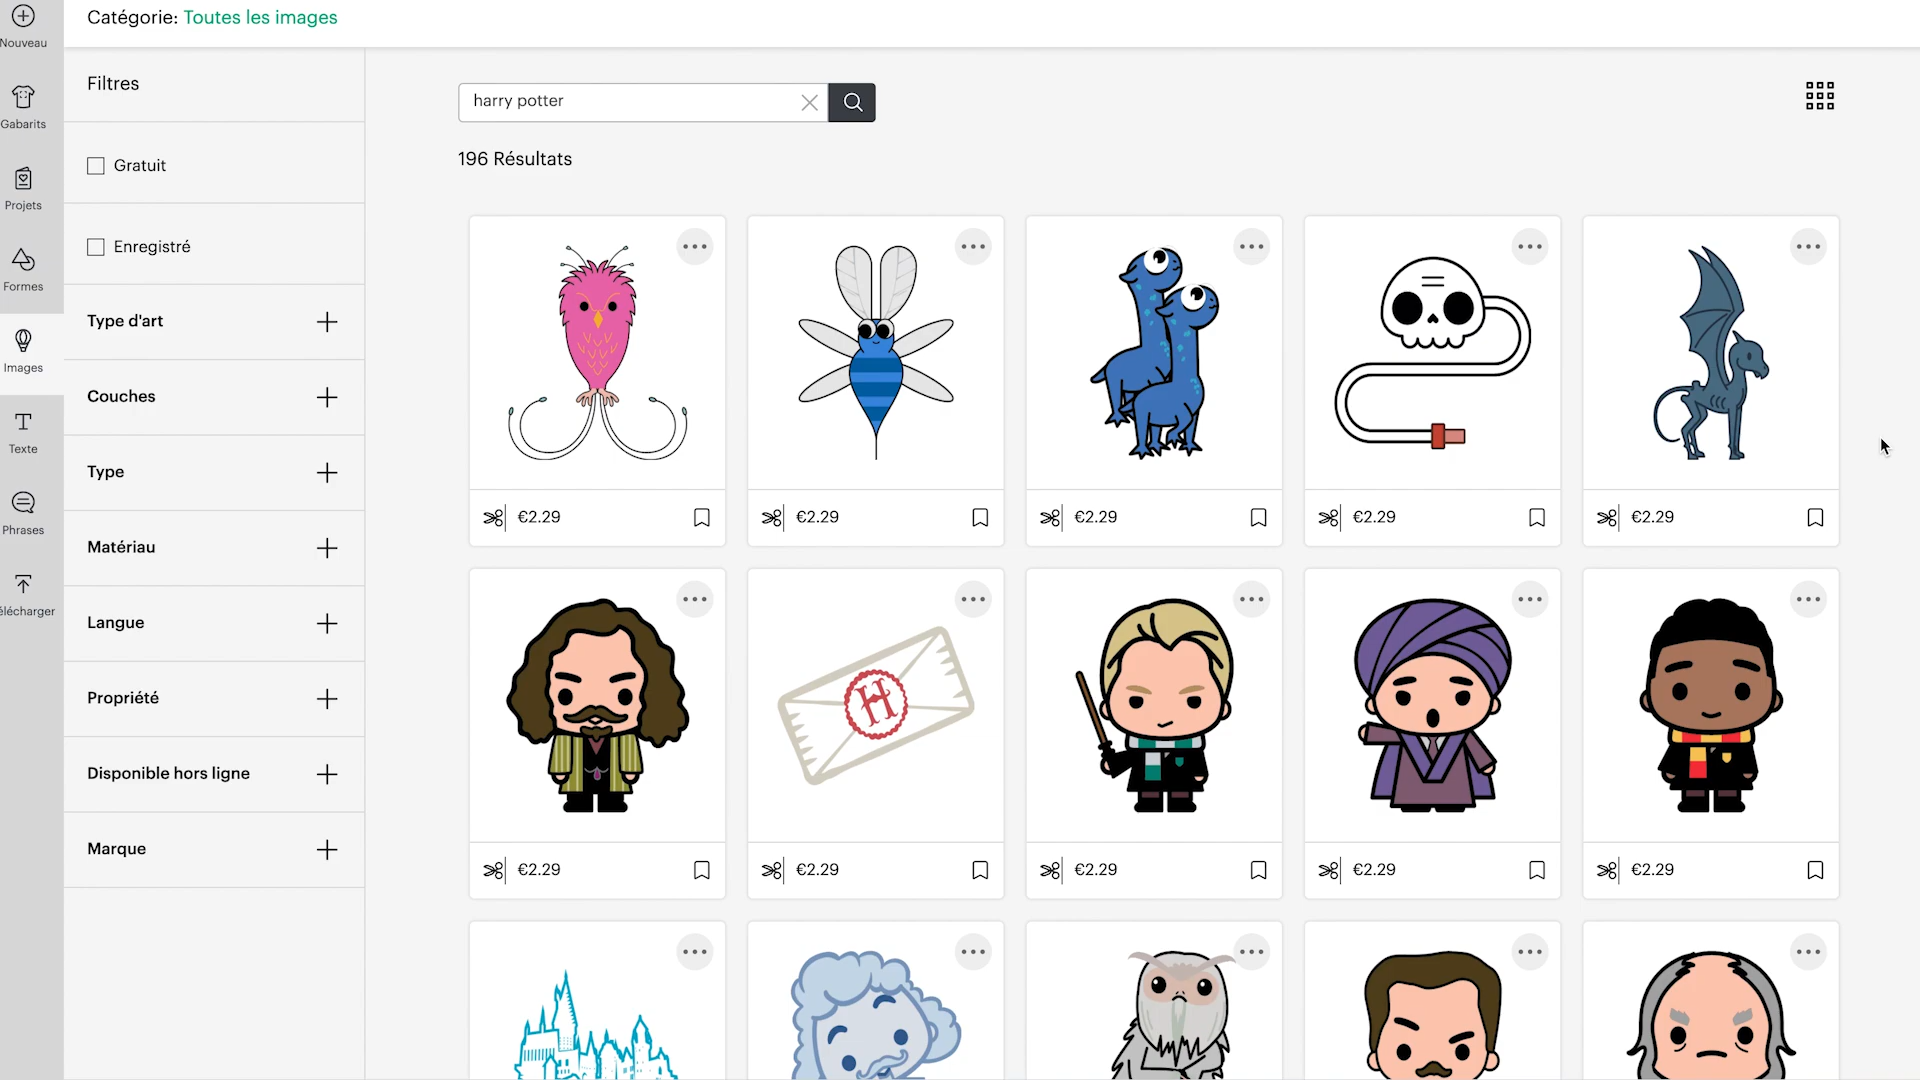 Catégorie: Toutes les images
Nouveau
Gabarits
Projets
Formes
Images
Texte
Phrases
élécharger
Filtres
Gratuit
Enregistré
Type d'art
Couches
Type
Matériau
Langue
Propriété
Disponible hors ligne
Marque
harry potter
196 Résultats
€2.29
€2.29
€2.29
€2.29
€2.29
H
€2.29
€2.29
€2.29
€2.29
€2.29